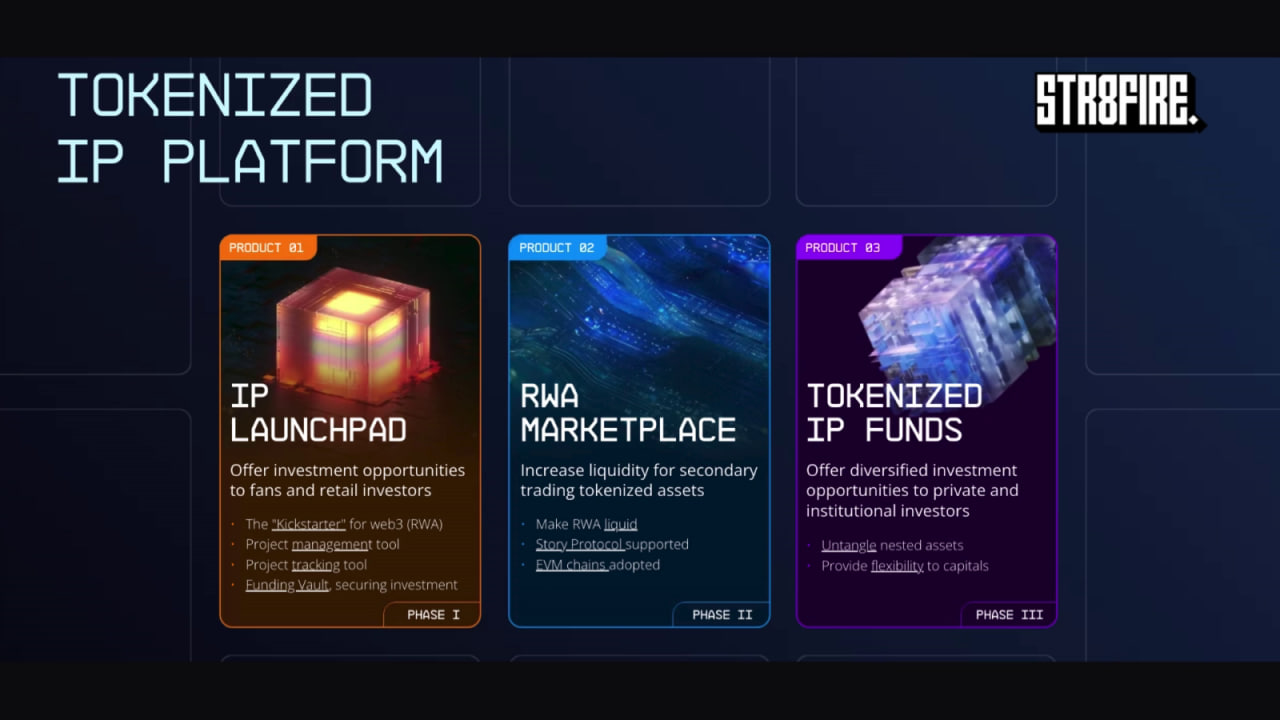 TOKENIZED
IP PLATFORM
STR8FIRE.
PRODUCT 01
IP
LAUNCHPAD
Offer investment opportunities
to fans and retail investors
· The "Kickstarter" for web3 (RWA)
· Project management tool
· Project tracking tool
· Funding Vault, securing investment
PHASE I
PRODUCT 02
RWA
MARKETPLACE
Increase liquidity for secondary
trading tokenized assets
· Make RWA liquid
· Story Protocol supported
· EVM chains adopted
PHASE II
PRODUCT 03
TOKENIZED
IP FUNDS
Offer diversified investment
opportunities to private and
institutional investors
· Untangle nested assets
· Provide flexibility to capitals
PHASE III